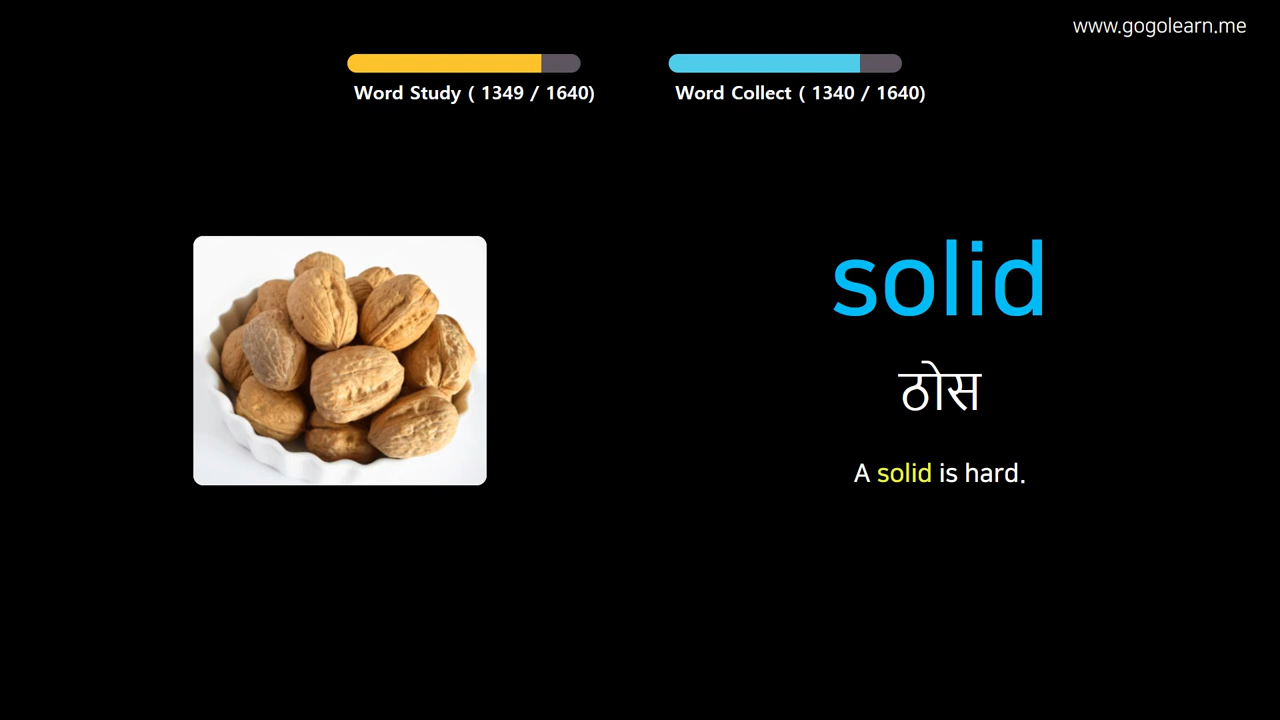 www.gogolearn.me
Word Study ( 1349 / 1640)
Word Collect ( 1340 / 1640)
solid
ठोस
A solid is hard.